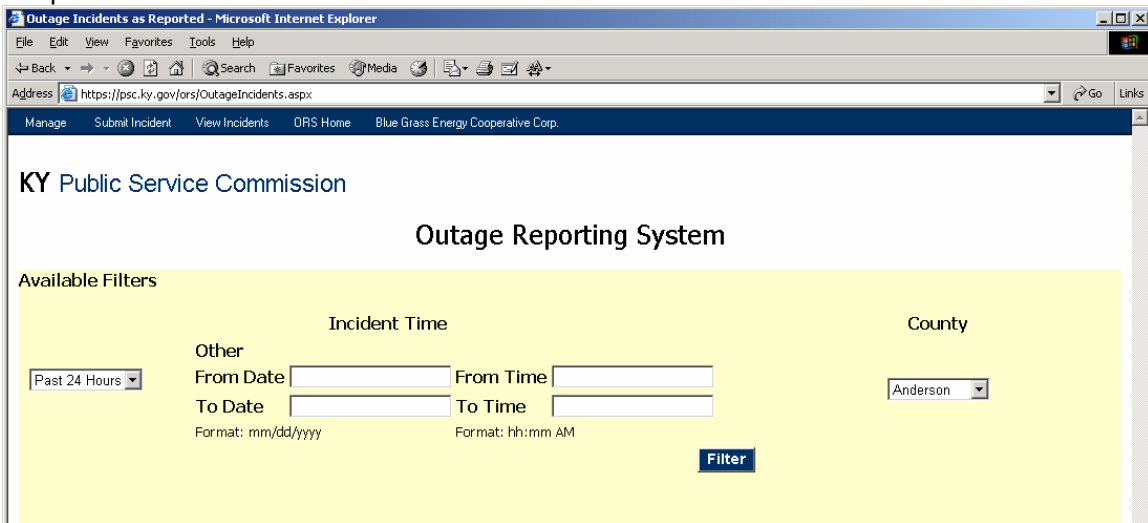 Outage Incidents as Reported - Microsoft Internet Explorer
File Edit View Favorites Tools Help
Back Search Favorites Media
Address https://psc.ky.gov/ors/OutageIncidents.aspx Go Links
Manage Submit Incident View Incidents ORS Home Blue Grass Energy Cooperative Corp.
KY Public Service Commission
Outage Reporting System
Available Filters
Incident Time County
Other
Past 24 Hours From Date From Time Anderson
To Date To Time
Format: mm/dd/yyyy Format: hh:mm AM
Filter